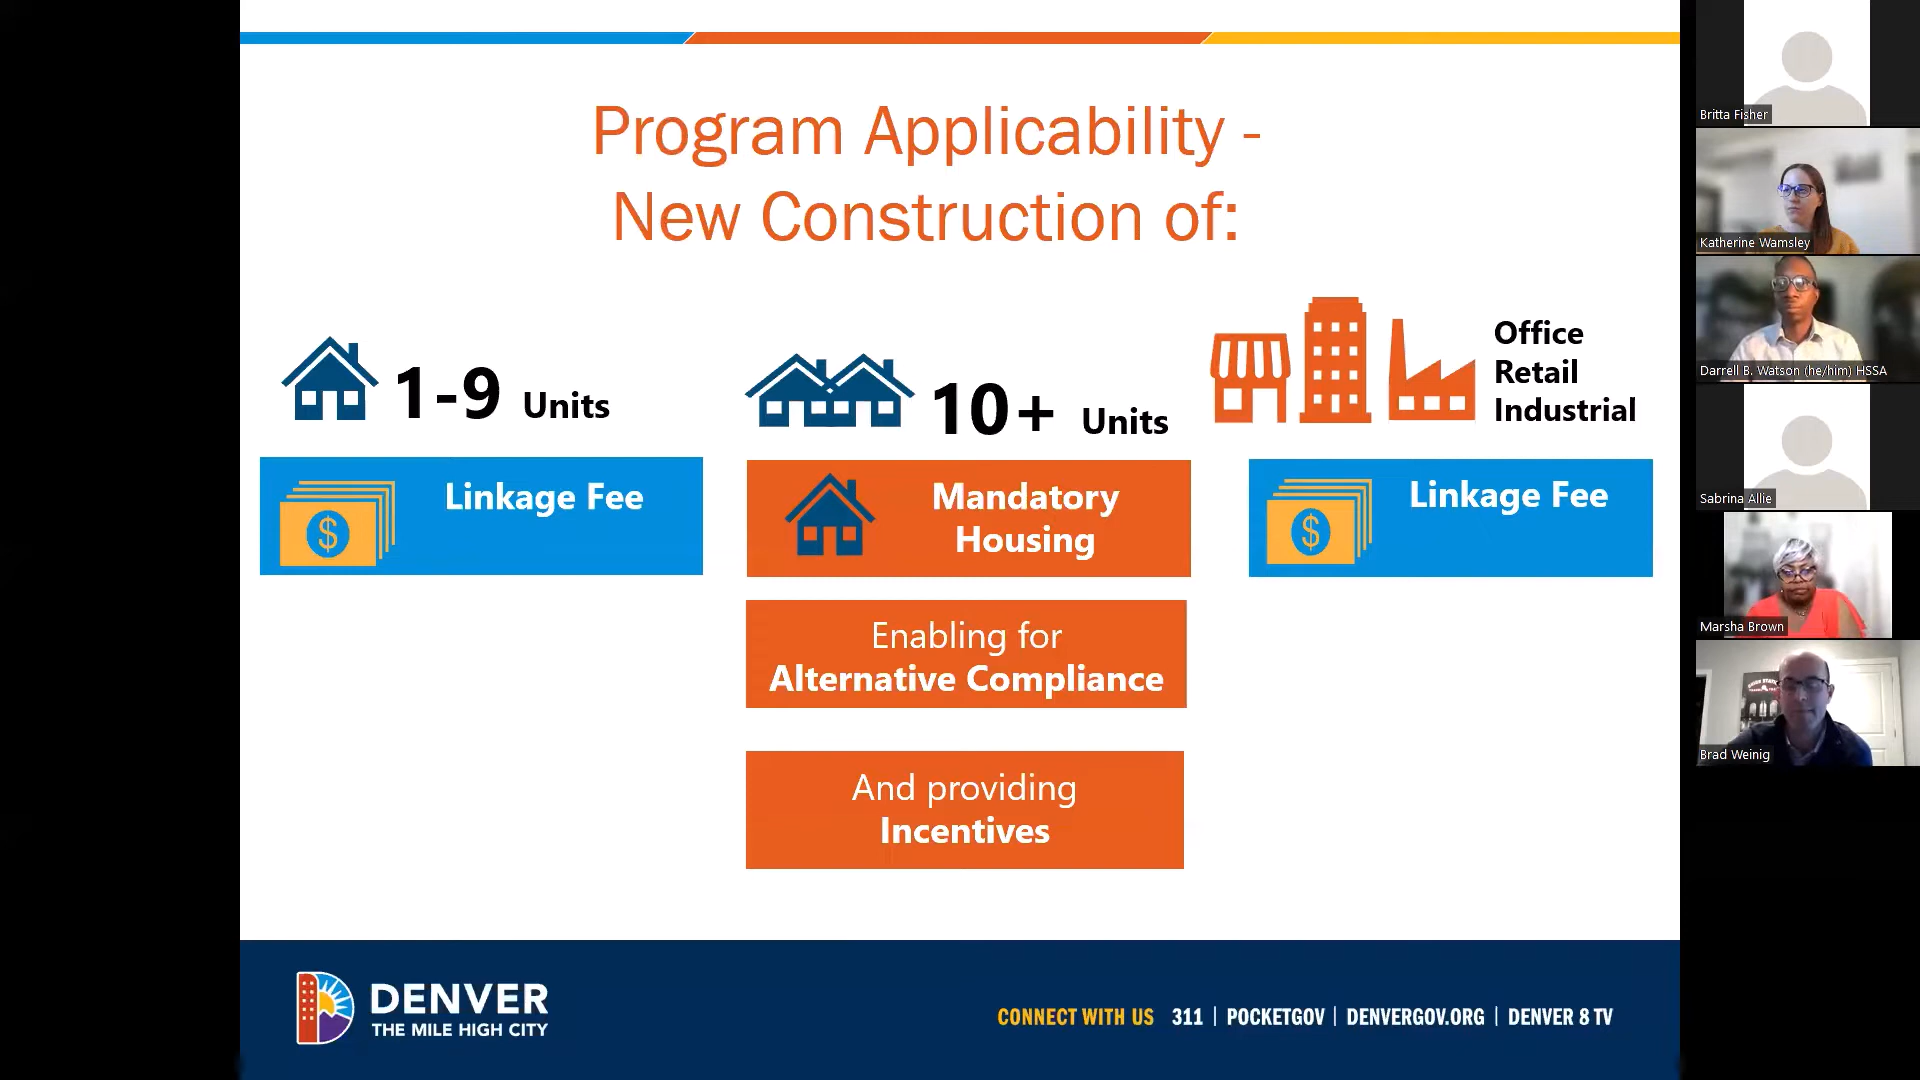 Program Applicability -
New Construction of:
1-9 Units
10+ Units
Office
Retail
Industrial
$
Linkage Fee
Mandatory
Housing
$
Linkage Fee
Enabling for
Alternative Compliance
And providing
Incentives
DENVER
THE MILE HIGH CITY
CONNECT WITH US 311 | POCKETGOV | DENVERGOV.ORG | DENVER 8 TV
Britta Fisher
Katherine Wamsley
Darrell B. Watson (he/him) HSSA
Sabrina Allie
Marsha Brown
Brad Weinig